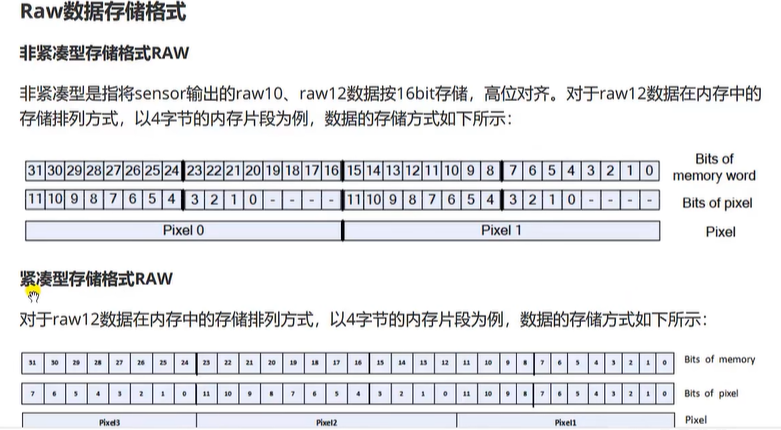 Raw数据存储格式
非紧凑型存储格式RAW
非紧凑型是指将sensor输出的raw10、raw12数据按16bit存储，高位对齐。对于raw12数据在内存中的
存储排列方式，以4字节的内存片段为例，数据的存储方式如下所示：
31 30 29 28 27 26 25 24 23 22 21 20 19 18 17 16 15 14 13 12 11 10 9 8 7 6 5 4 3 2 1 0 Bits of memory word
11 10 9 8 7 6 5 4 3 2 1 0 - - - - 11 10 9 8 7 6 5 4 3 2 1 0 - - - - Bits of pixel
Pixel 0 Pixel 1 Pixel
紧凑型存储格式RAW
对于raw12数据在内存中的存储排列方式，以4字节的内存片段为例，数据的存储方式如下所示：
31 30 29 28 27 26 25 24 23 22 21 20 19 18 17 16 15 14 13 12 11 10 9 8 7 6 5 4 3 2 1 0 Bits of memory
7 6 5 4 3 2 1 0 11 10 9 8 7 6 5 4 3 2 1 0 11 10 9 8 7 6 5 4 3 2 1 0 Bits of pixel
Pixel3 Pixel2 Pixel1 Pixel